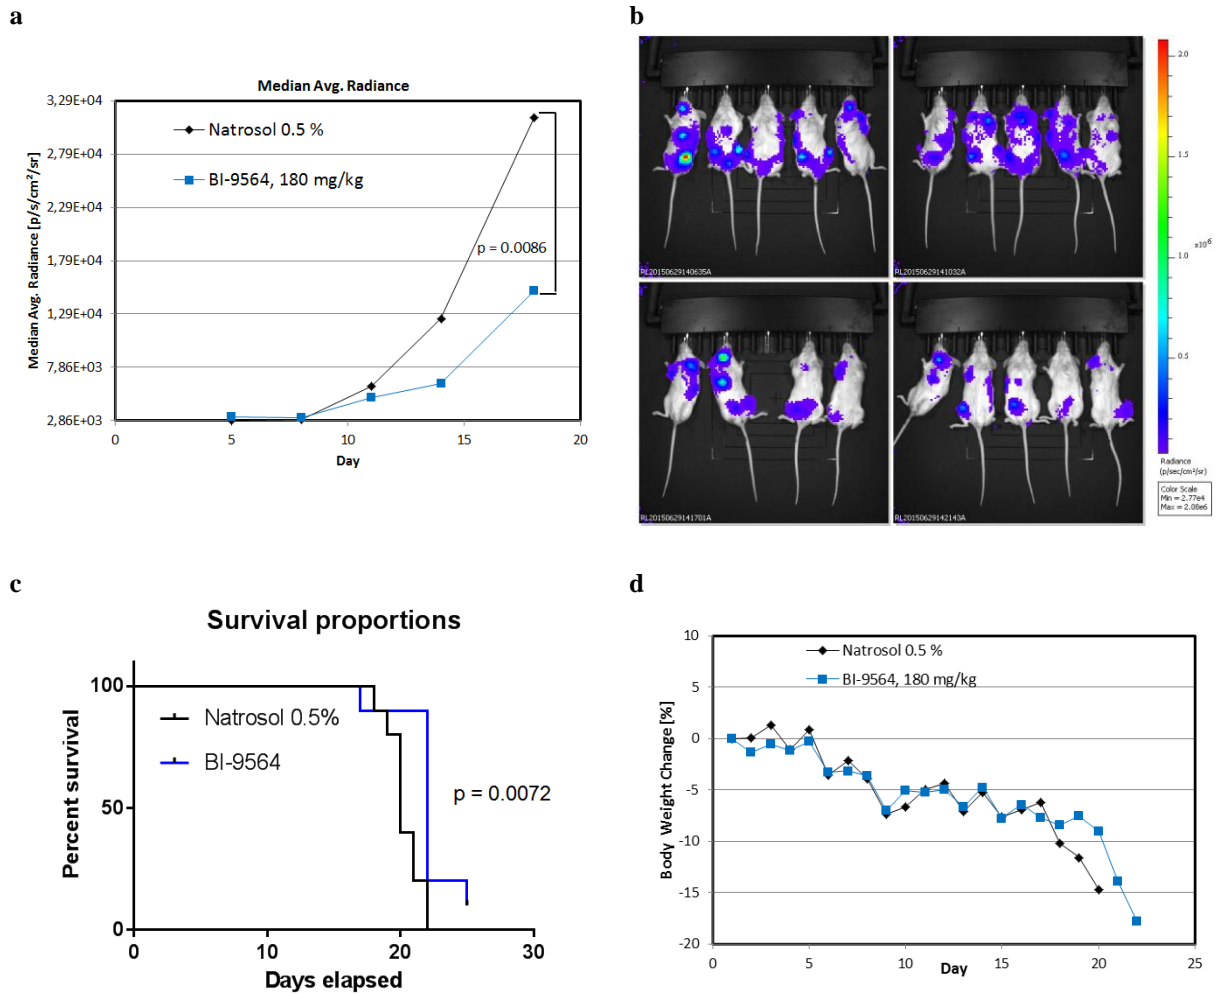 a
Median Avg. Radiance
Median Avg. Radiance [p/s/cm²/sr]
3,29E+04
2,79E+04
2,29E+04
1,79E+04
1,29E+04
7,86E+03
2,86E+03
Natrosol 0.5 %
BI-9564, 180 mg/kg
p = 0.0086
0
5
10
15
20
Day
b
RL20150629140635A
RL20150629141032A
RL20150629141701A
RL20150629142143A
2.0
1.5
1.0
x10⁶
0.5
Radiance
(p/sec/cm²/sr)
Color Scale
Min = 2.77e4
Max = 2.08e6
c
Survival proportions
Percent survival
100
50
0
Natrosol 0.5%
BI-9564
p = 0.0072
0
10
20
30
Days elapsed
d
Body Weight Change [%]
10
5
0
-5
-10
-15
-20
Natrosol 0.5 %
BI-9564, 180 mg/kg
0
5
10
15
20
25
Day